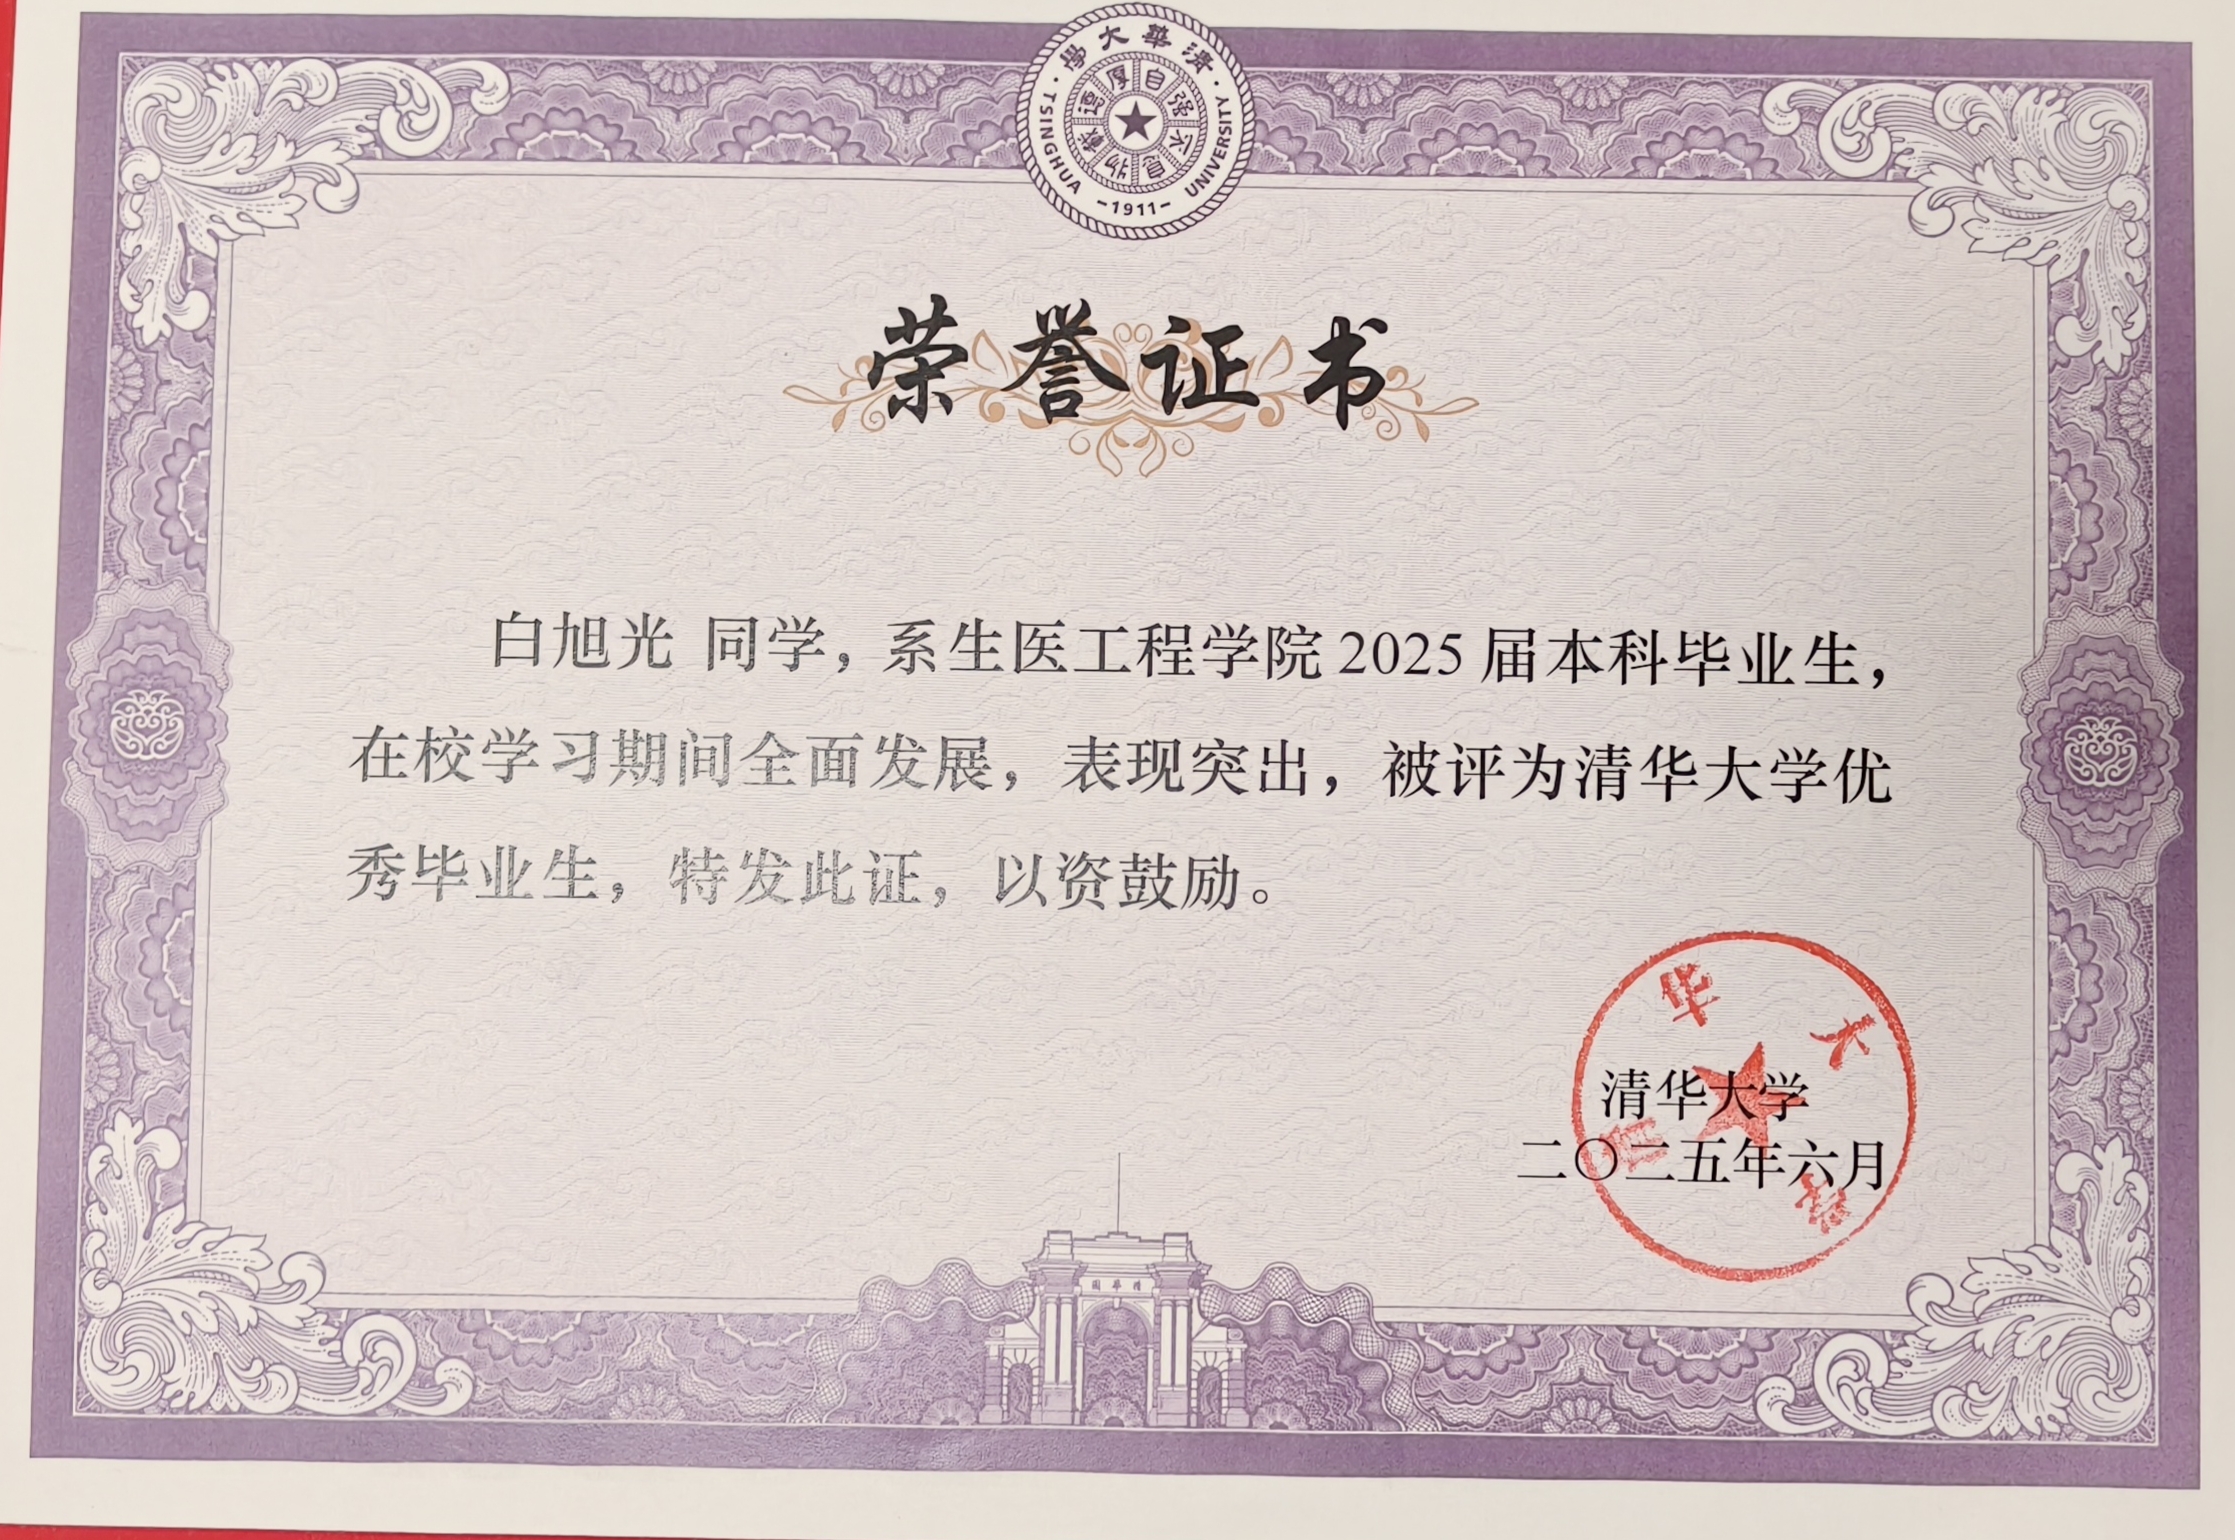 清華大學
自强不息
厚德載物
TSINGHUA UNIVERSITY
-1911-
荣誉证书
白旭光 同学，系生医工程学院 2025 届本科毕业生，
在校学习期间全面发展，表现突出，被评为清华大学优
秀毕业生，特发此证，以资鼓励。
华大
清华大学
二〇二五年六月
清華園